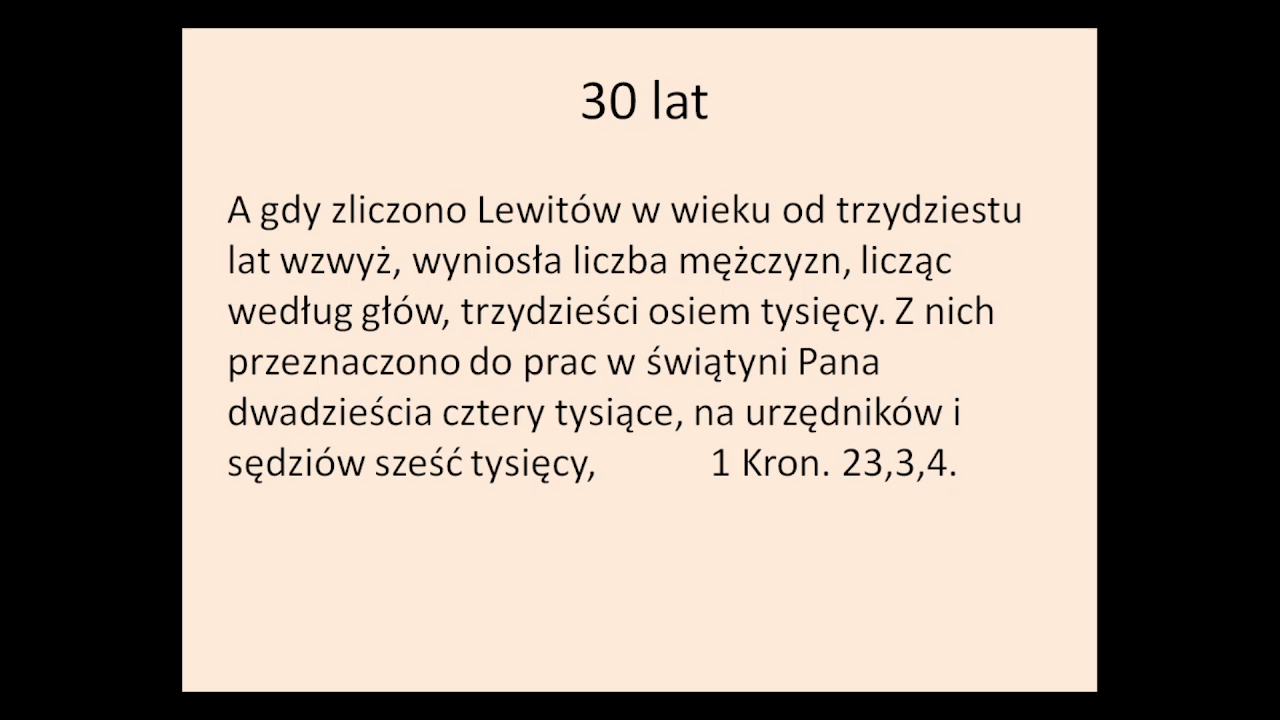 30 lat
A gdy zliczono Lewitów w wieku od trzydziestu
lat wzwyż, wyniosła liczba mężczyzn, licząc
według głów, trzydzieści osiem tysięcy. Z nich
przeznaczono do prac w świątyni Pana
dwadzieścia cztery tysiące, na urzędników i
sędziów sześć tysięcy, 1 Kron. 23,3,4.